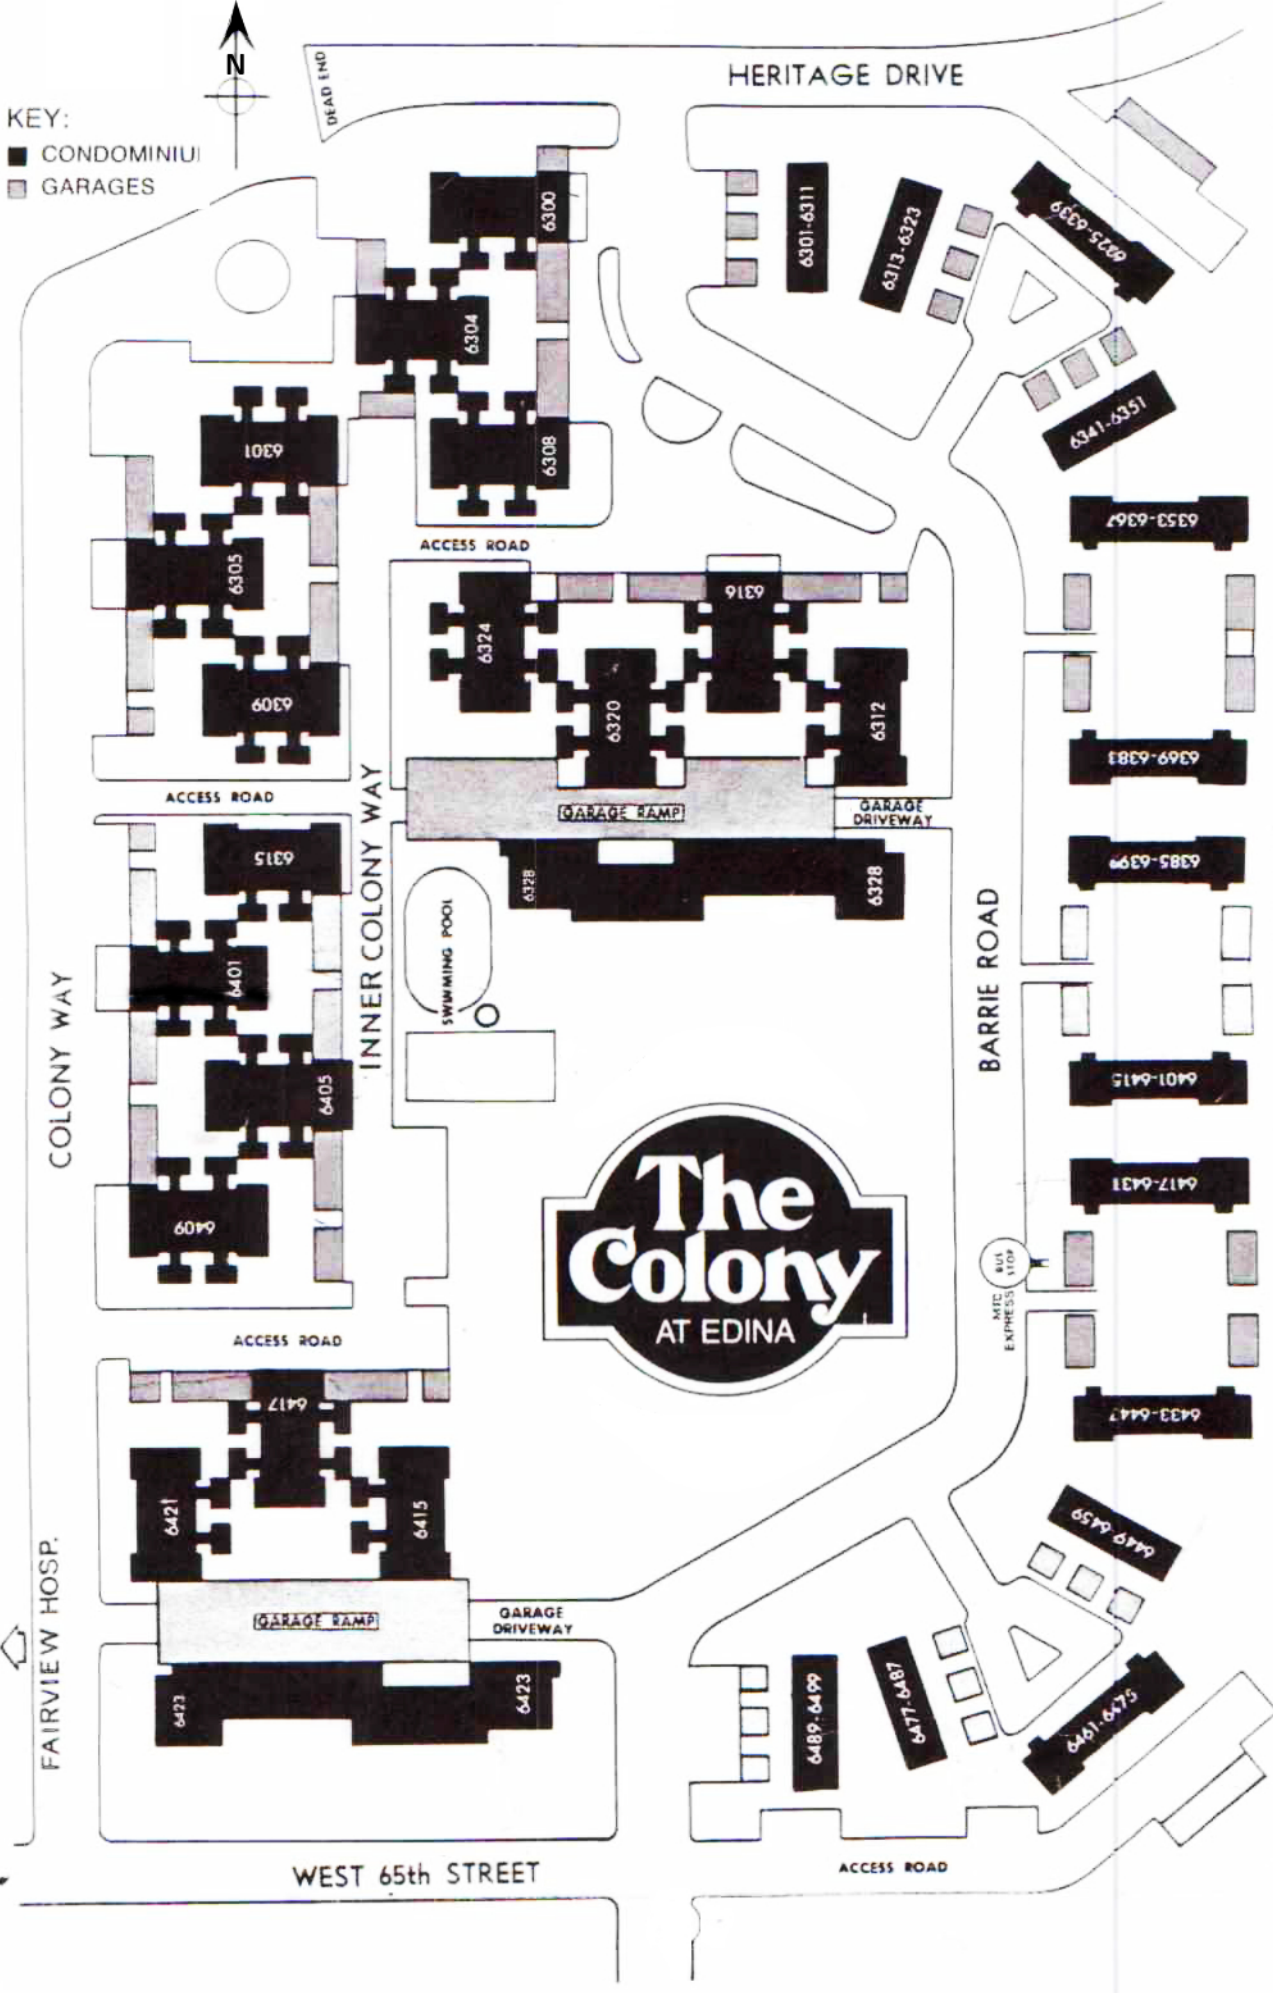 HERITAGE DRIVE
DEAD END
N
KEY:
CONDOMINIU
GARAGES
6300
6301-6311
6313-6323
6325-6339
6304
6341-6351
6301
6308
6353-6367
ACCESS ROAD
6305
6316
6324
6309
6320
6312
6369-6383
ACCESS ROAD
INNER COLONY WAY
GARAGE RAMP
GARAGE
DRIVEWAY
6315
6328
6328
6385-6399
SWIMMING POOL
BARRIE ROAD
6401
COLONY WAY
6405
6401-6415
The
Colony
AT EDINA
6417-6431
6409
BUS
STOP
MTC
EXPRESS
ACCESS ROAD
6417
6433-6447
6421
6415
6449-6459
FAIRVIEW HOSP.
GARAGE RAMP
GARAGE
DRIVEWAY
6423
6423
6489-6499
6477-6487
6461-6475
WEST 65th STREET
ACCESS ROAD